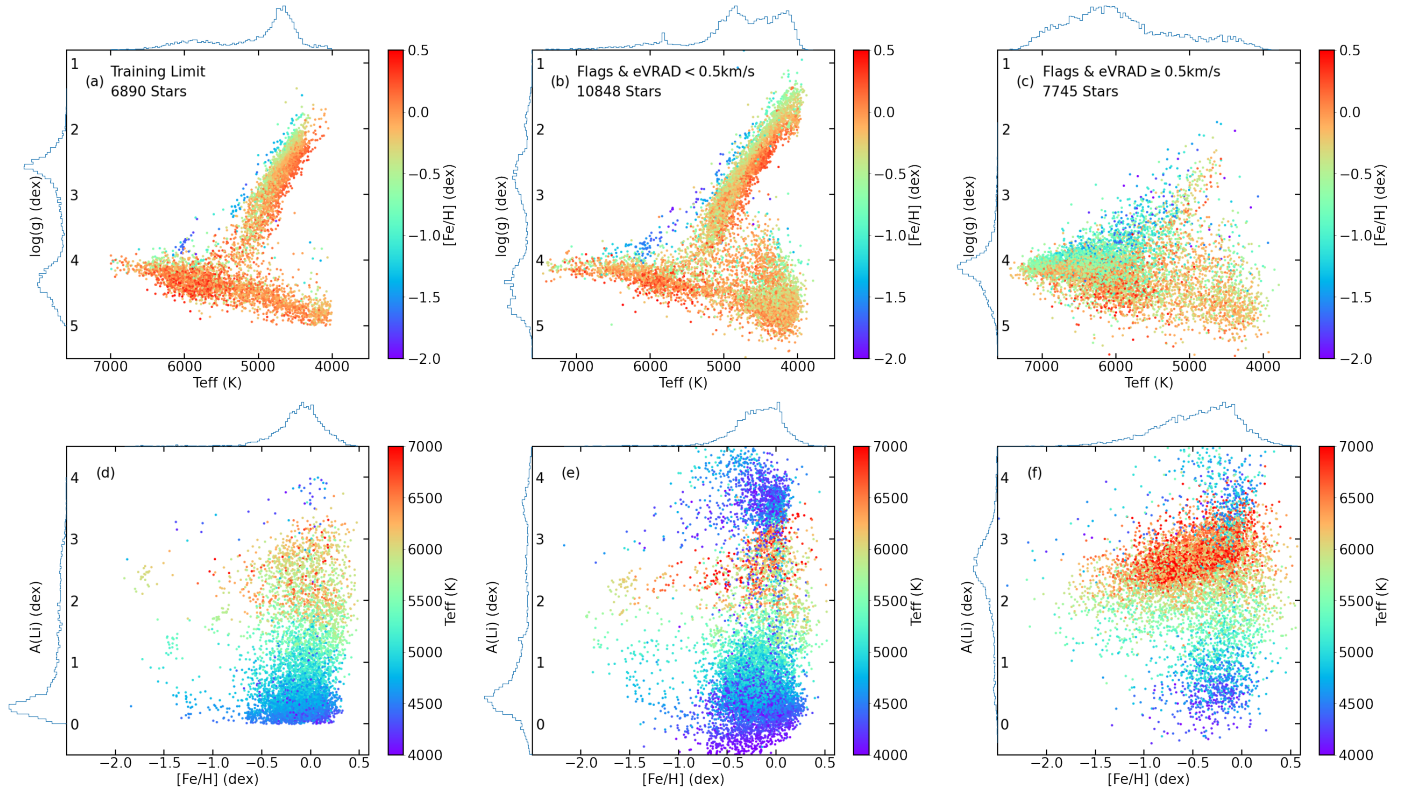 (a) Training Limit
6890 Stars
1
2
3
4
5
log(g) (dex)
7000 6000 5000 4000
Teff (K)
0.5
0.0
−0.5
−1.0
−1.5
−2.0
[Fe/H] (dex)
(b) Flags & eVRAD < 0.5km/s
10848 Stars
1
2
3
4
5
log(g) (dex)
7000 6000 5000 4000
Teff (K)
0.5
0.0
−0.5
−1.0
−1.5
−2.0
[Fe/H] (dex)
(c) Flags & eVRAD ≥ 0.5km/s
7745 Stars
1
2
3
4
5
log(g) (dex)
7000 6000 5000 4000
Teff (K)
0.5
0.0
−0.5
−1.0
−1.5
−2.0
[Fe/H] (dex)
(d)
4
3
2
1
0
A(Li) (dex)
−2.0 −1.5 −1.0 −0.5 0.0 0.5
[Fe/H] (dex)
7000
6500
6000
5500
5000
4500
4000
Teff (K)
(e)
4
3
2
1
0
A(Li) (dex)
−2.0 −1.5 −1.0 −0.5 0.0 0.5
[Fe/H] (dex)
7000
6500
6000
5500
5000
4500
4000
Teff (K)
(f)
4
3
2
1
0
A(Li) (dex)
−2.0 −1.5 −1.0 −0.5 0.0 0.5
[Fe/H] (dex)
7000
6500
6000
5500
5000
4500
4000
Teff (K)